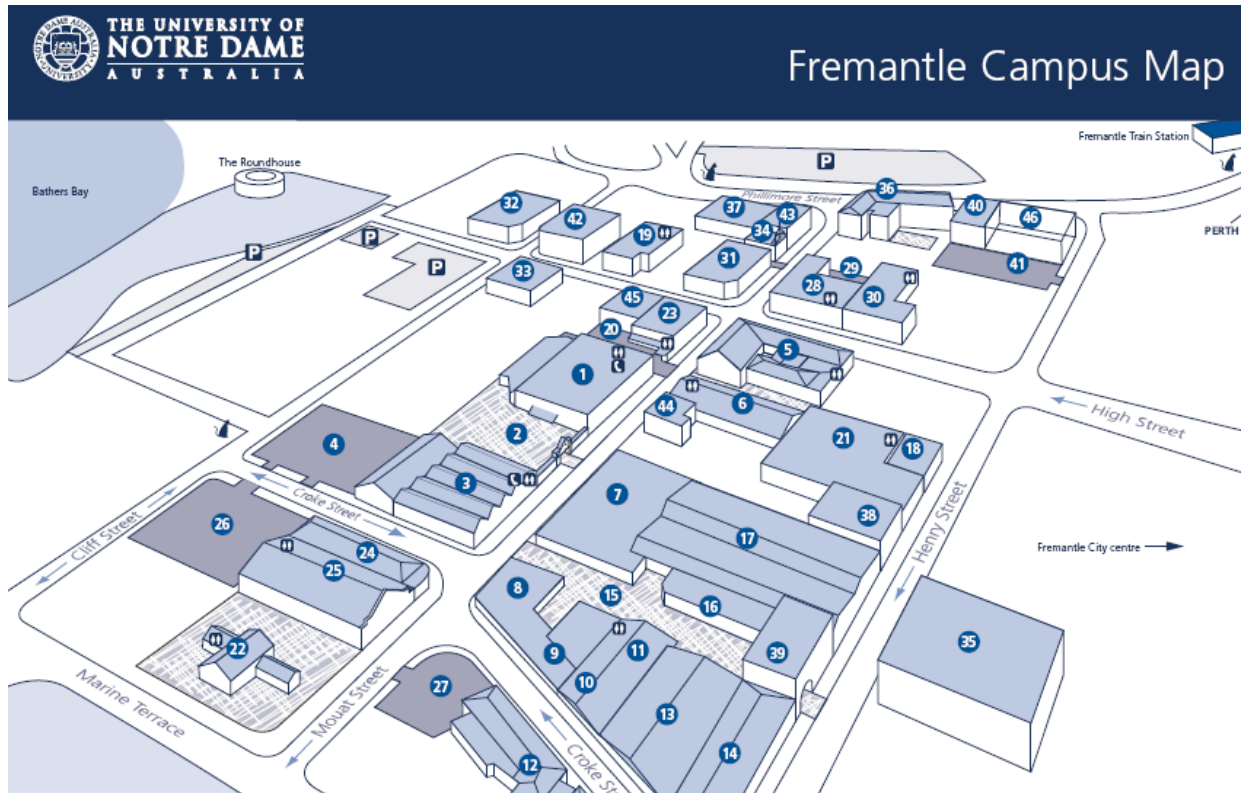 THE UNIVERSITY OF
NOTRE DAME
AUSTRALIA
Fremantle Campus Map
Fremantle Train Station
The Roundhouse
Bathers Bay
P
P
P
P
Phillimore Street
PERTH
36
32
42
37
43
40
46
19
34
31
41
33
29
28
30
45
23
20
5
1
6
44
High Street
2
21
18
4
3
7
38
Croke Street
17
26
24
25
Cliff Street
Henry Street
Fremantle City centre
8
15
16
22
9
11
39
35
27
10
13
Marine Terrace
Mouat Street
12
14
Croke St